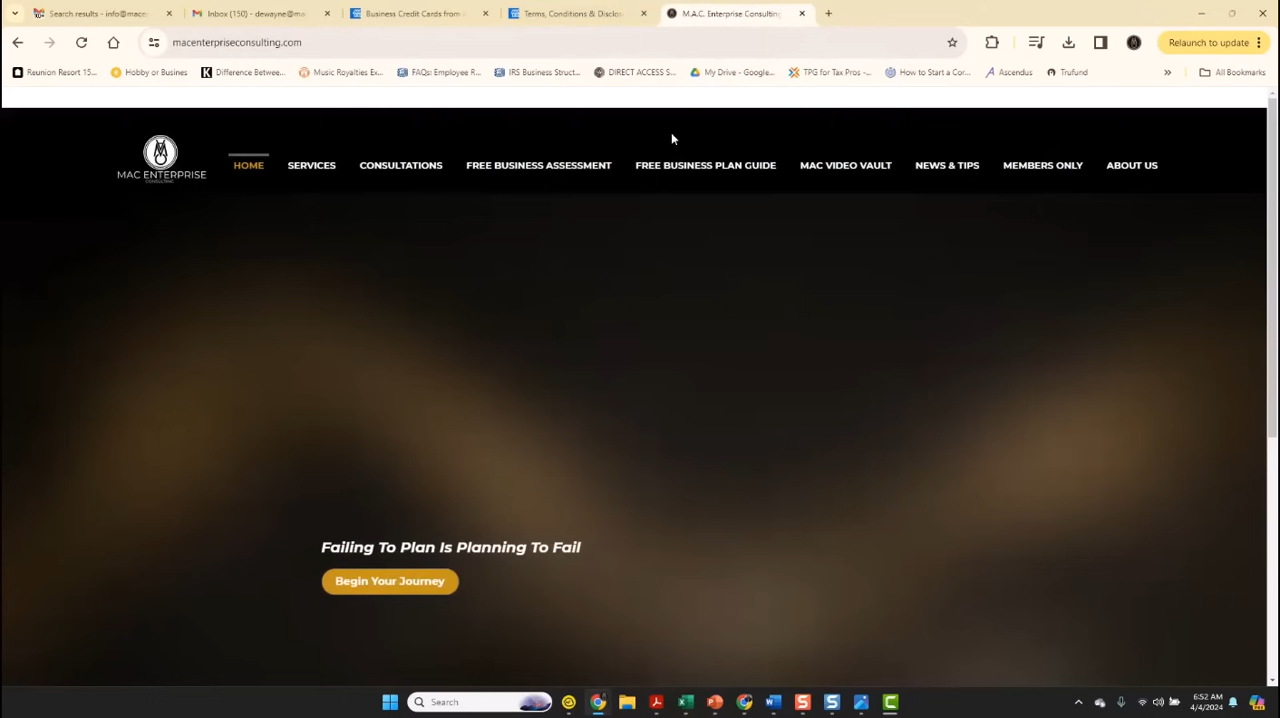 Search results - info@mace
Inbox (150) - dewayne@ma
Business Credit Cards from A
Terms, Conditions & Disclos
M.A.C. Enterprise Consulting
macenterpriseconsulting.com
Relaunch to update
Reunion Resort 15...
Hobby or Busines
Difference Betwee...
Music Royalties Ex...
FAQs: Employee R...
IRS Business Struct...
DIRECT ACCESS S...
My Drive - Google...
TPG for Tax Pros -...
How to Start a Cor...
Ascendus
Trufund
All Bookmarks
MAC ENTERPRISE
CONSULTING
HOME
SERVICES
CONSULTATIONS
FREE BUSINESS ASSESSMENT
FREE BUSINESS PLAN GUIDE
MAC VIDEO VAULT
NEWS & TIPS
MEMBERS ONLY
ABOUT US
Failing To Plan Is Planning To Fail
Begin Your Journey
Search
6:52 AM
4/4/2024